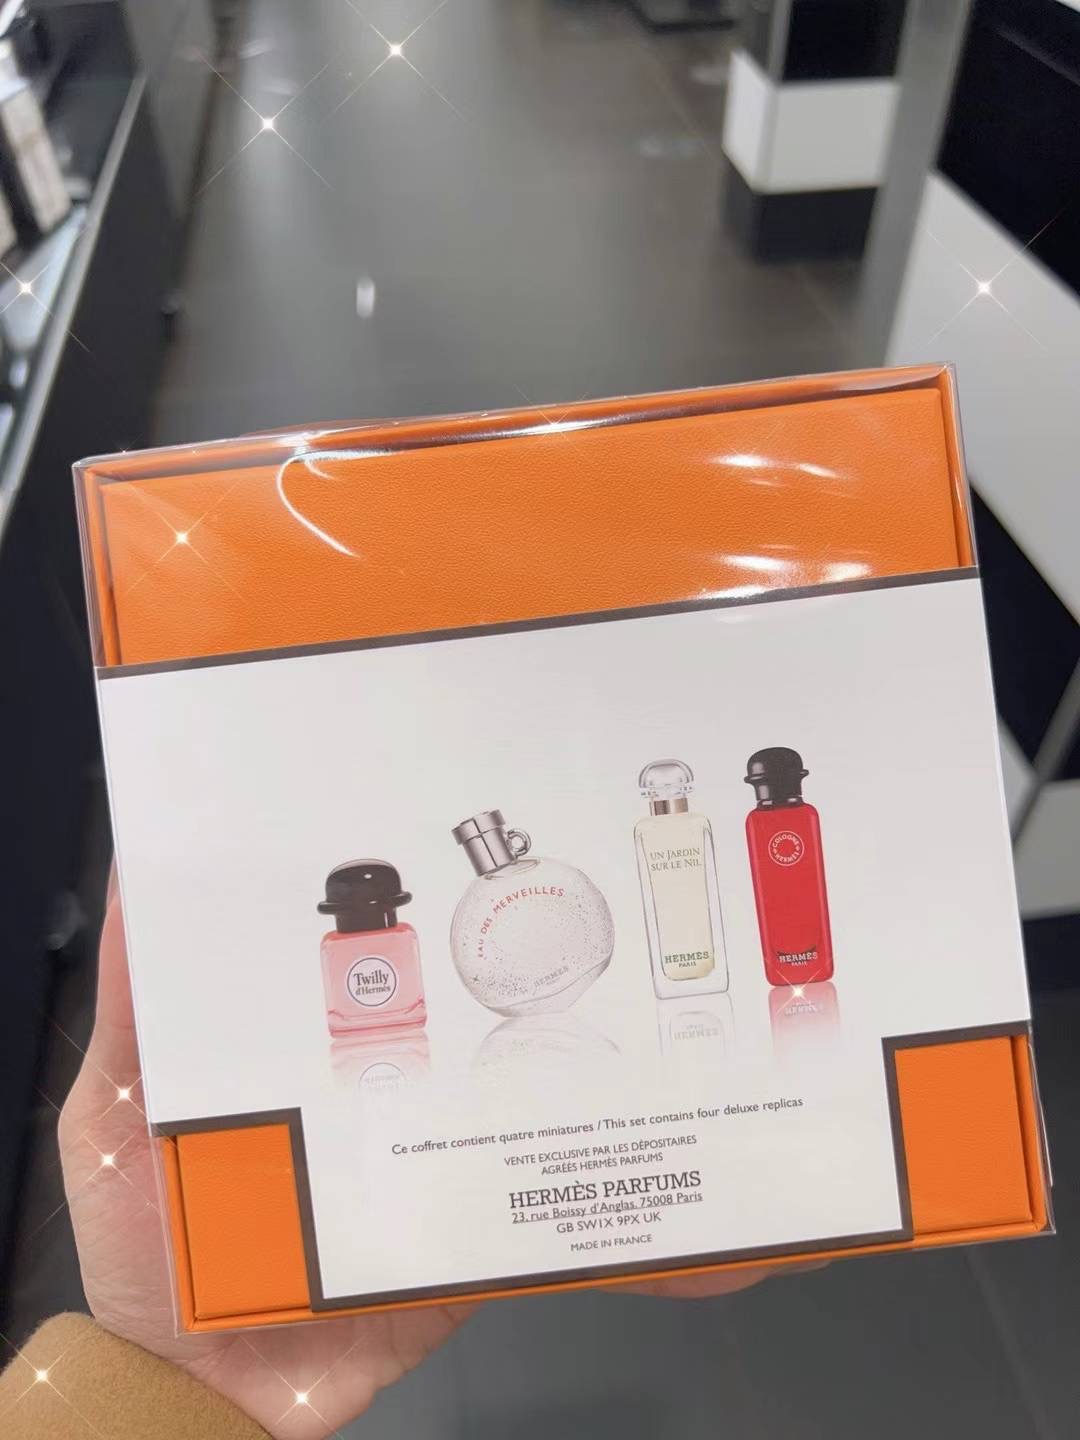 Twilly
d'Hermès
EAU DES MERVEILLES
HERMÈS
UN JARDIN
SUR LE NIL
HERMÈS
PARIS
COLOGNE
HERMÈS
HERMÈS
PARIS
Ce coffret contient quatre miniatures / This set contains four deluxe replicas
VENTE EXCLUSIVE PAR LES DÉPOSITAIRES
AGRÉÉS HERMÈS PARFUMS
HERMÈS PARFUMS
23, rue Boissy d'Anglas, 75008 Paris
GB SW1X 9PX UK
MADE IN FRANCE